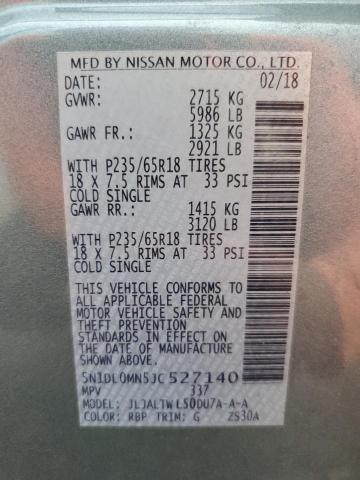 MFD BY NISSAN MOTOR CO., LTD.
DATE: 02/18
GVWR: 2715 KG
5986 LB
GAWR FR: 1325 KG
2921 LB
WITH P235/65R18 TIRES
18 X 7.5 RIMS AT 33 PSI
COLD SINGLE
GAWR RR: 1415 KG
3120 LB
WITH P235/65R18 TIRES
18 X 7.5 RIMS AT 33 PSI
COLD SINGLE
THIS VEHICLE CONFORMS TO
ALL APPLICABLE FEDERAL
MOTOR VEHICLE SAFETY
AND THEFT PREVENTION
STANDARDS IN EFFECT ON
THE DATE OF MANUFACTURE
SHOWN ABOVE.
5N1DL0MN5JC527140
MPV 337
MODEL: JLJALTWL50DU7A-A-A
COLOR: RBP TRIM: G ZS30A